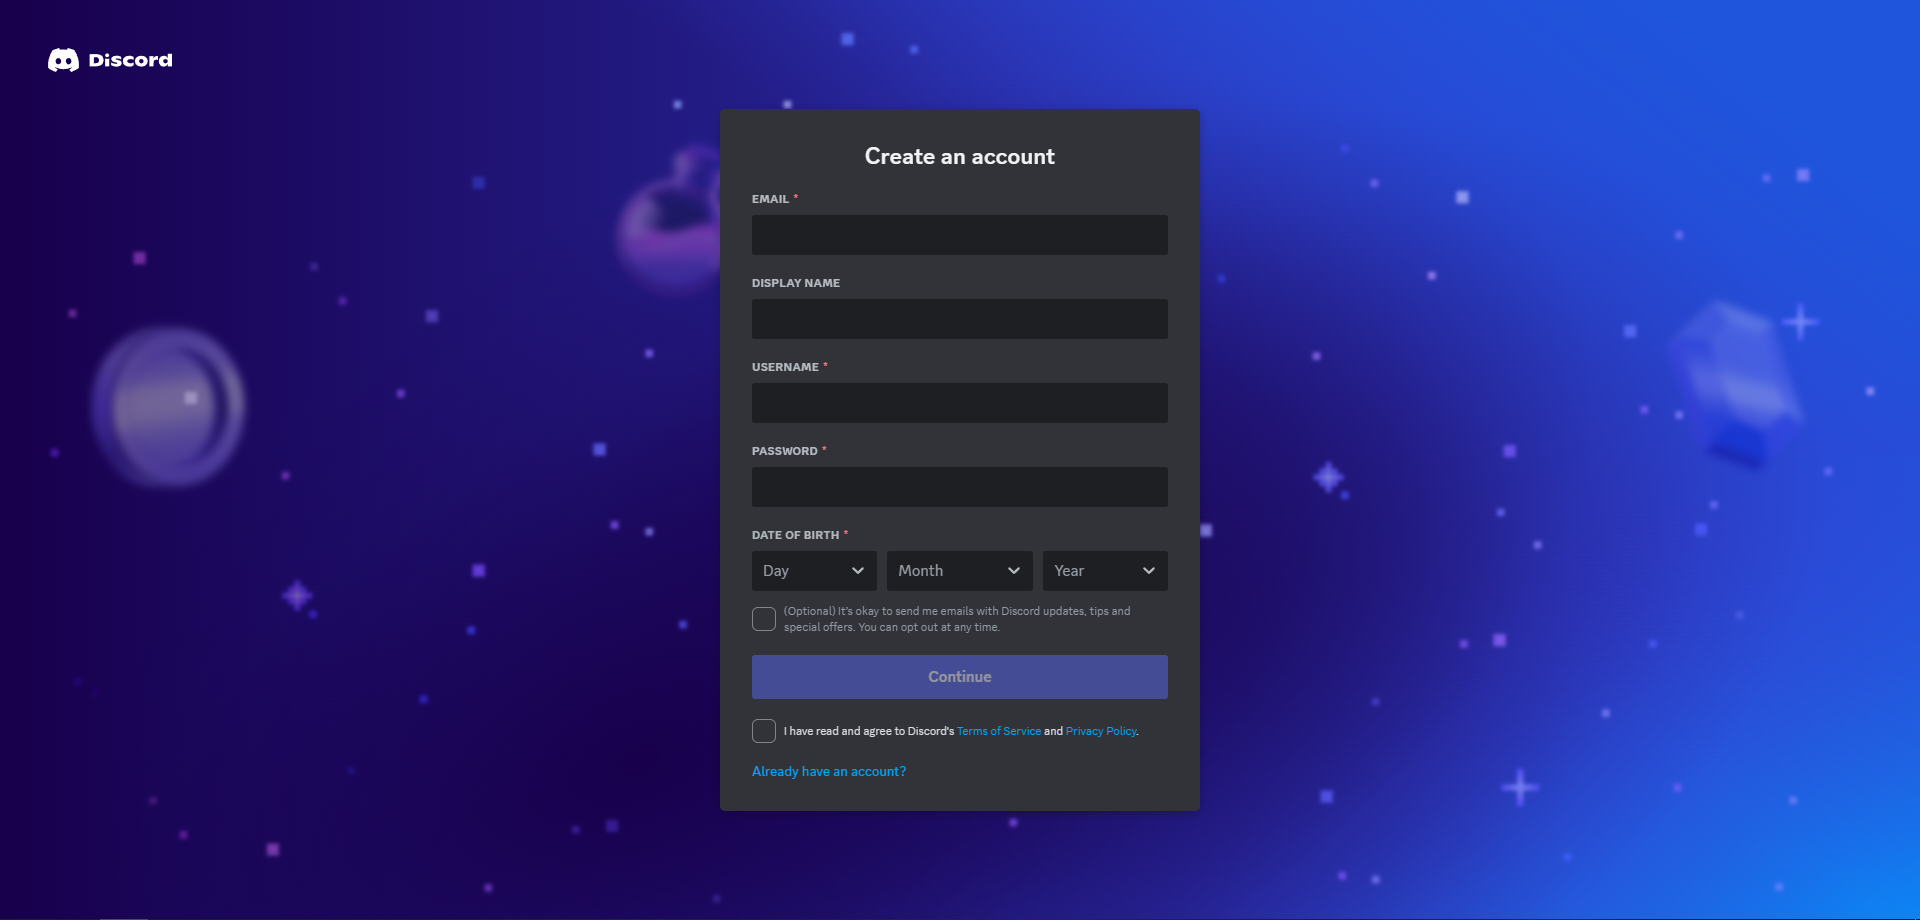 Discord
Create an account
EMAIL *
DISPLAY NAME
USERNAME *
PASSWORD *
DATE OF BIRTH *
Day Month Year
(Optional) It's okay to send me emails with Discord updates, tips and
special offers. You can opt out at any time.
Continue
I have read and agree to Discord's Terms of Service and Privacy Policy.
Already have an account?